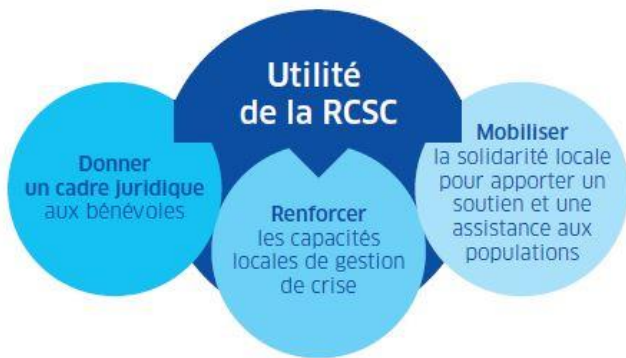 Utilité
de la RCSC
Donner
un cadre juridique
aux bénévoles
Renforcer
les capacités
locales de gestion
de crise
Mobiliser
la solidarité locale
pour apporter un
soutien et une
assistance aux
populations